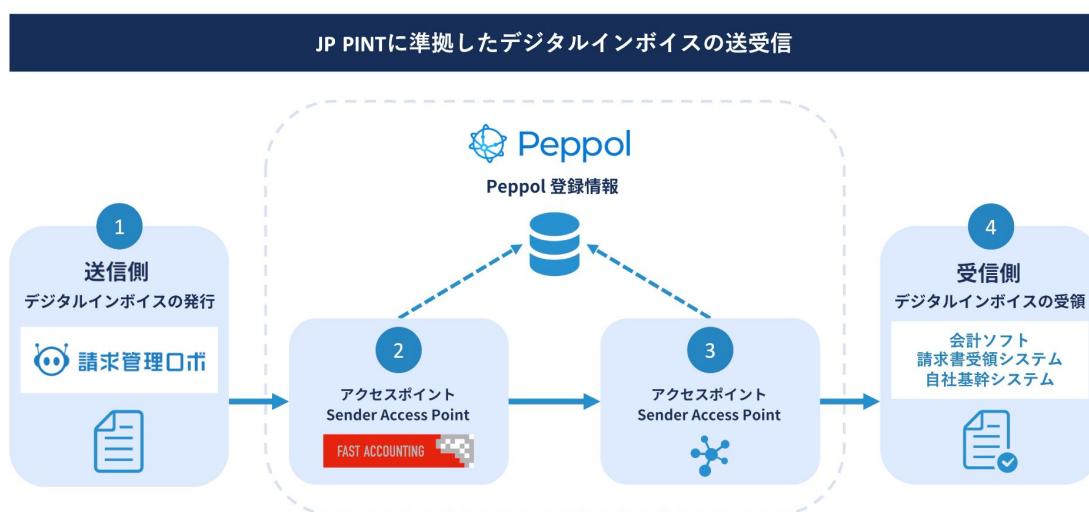 JP PINTに準拠したデジタルインボイスの送受信
Peppol
Peppol 登録情報
1
送信側
デジタルインボイスの発行
請求管理ロボ
2
アクセスポイント
Sender Access Point
FAST ACCOUNTING
3
アクセスポイント
Sender Access Point
4
受信側
デジタルインボイスの受領
会計ソフト
請求書受領システム
自社基幹システム